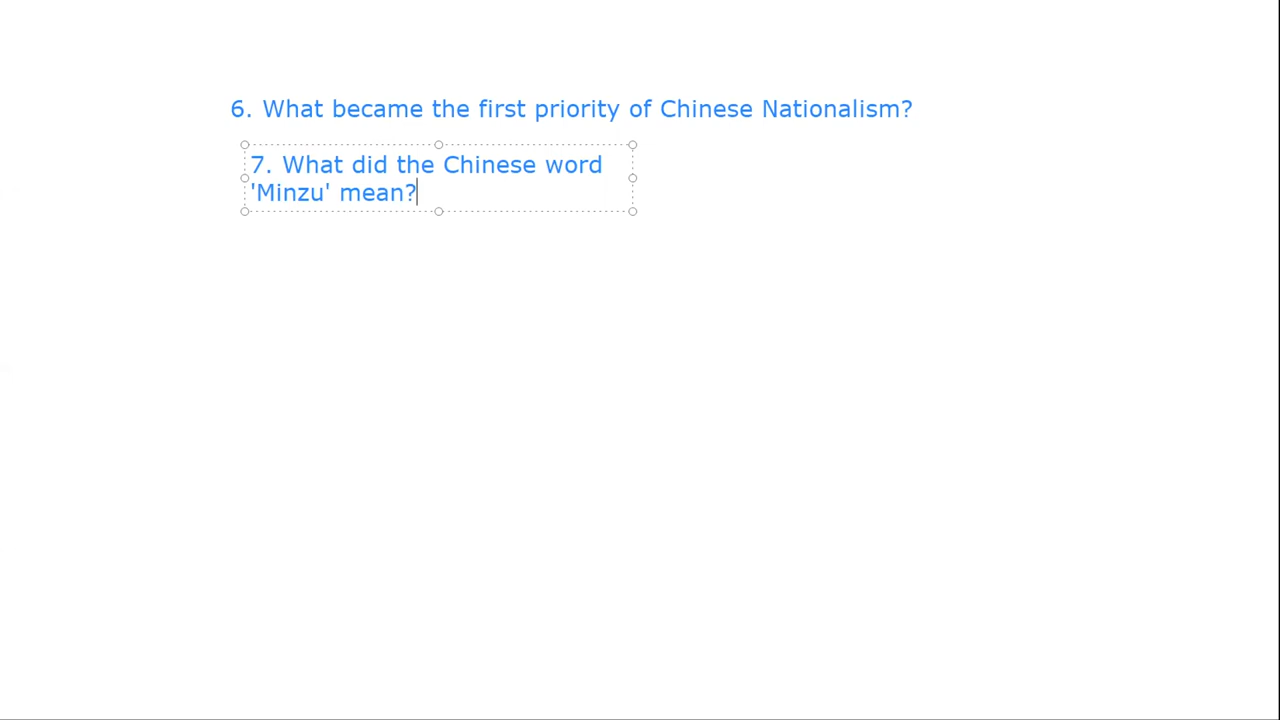 6. What became the first priority of Chinese Nationalism?
7. What did the Chinese word
'Minzu' mean?